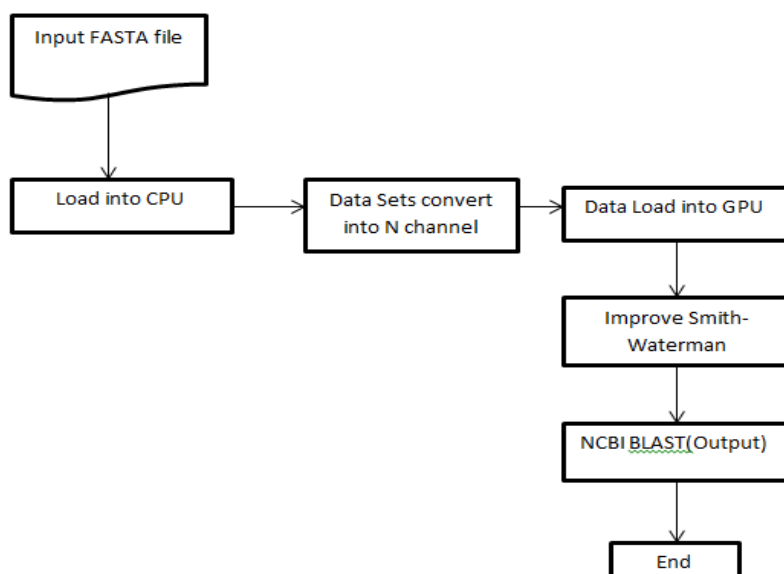 Input FASTA file
Load into CPU
Data Sets convert
into N channel
Data Load into GPU
Improve Smith-
Waterman
NCBI BLAST(Output)
End